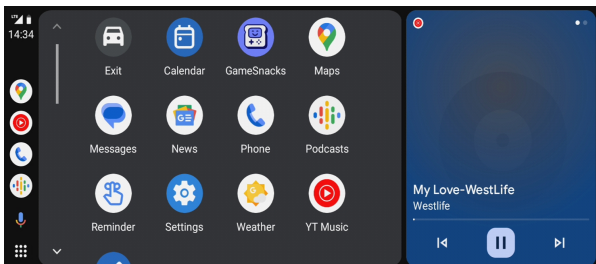 LTE
14:34
Exit
Calendar
GameSnacks
Maps
Messages
News
Phone
Podcasts
Reminder
Settings
Weather
YT Music
My Love-WestLife
Westlife